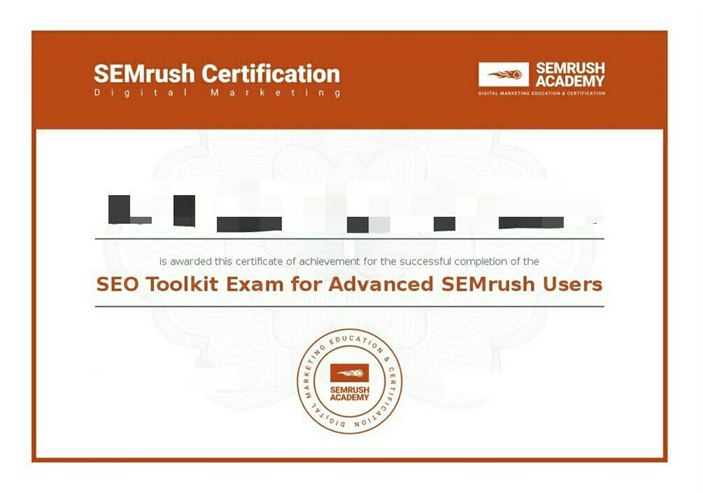 SEMrush Certification
Digital Marketing
SEMRUSH
ACADEMY
DIGITAL MARKETING EDUCATION & CERTIFICATION
is awarded this certificate of achievement for the successful completion of the
SEO Toolkit Exam for Advanced SEMrush Users
DIGITAL MARKETING EDUCATION & CERTIFICATION
SEMRUSH
ACADEMY